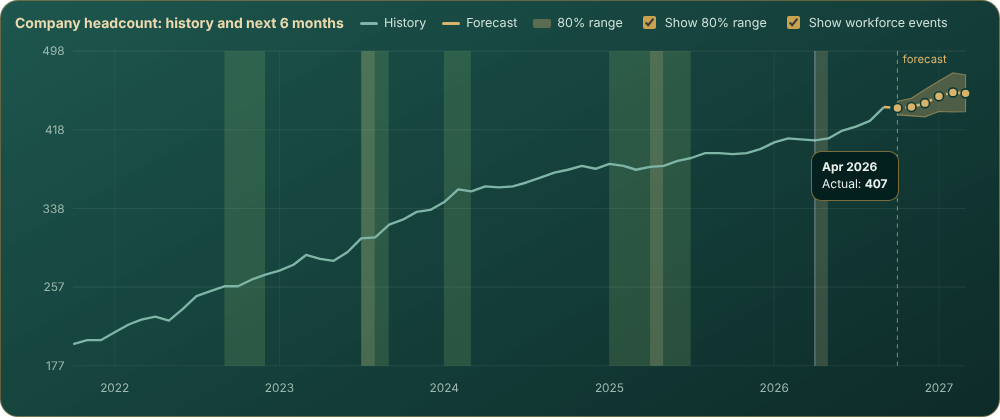 Company headcount: history and next 6 months History Forecast 80% range Show 80% range Show workforce events
498
forecast
418
Apr 2026
Actual: 407
338
257
177
2022 2023 2024 2025 2026 2027